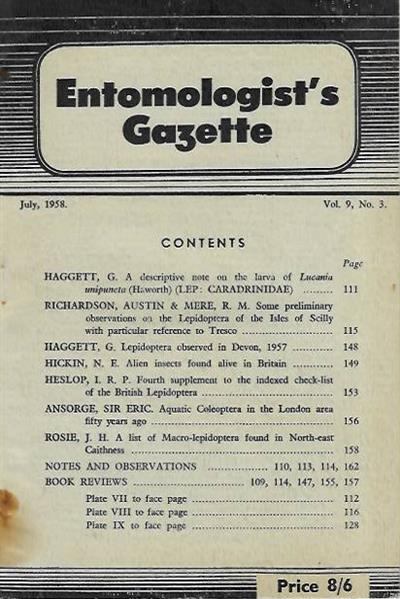 Entomologist's
Gazette
July, 1958. Vol. 9, No. 3.
CONTENTS
Page
HAGGETT, G. A descriptive note on the larva of Lucania
unipuncta (Haworth) (LEP: CARADRINIDAE) ......... 111
RICHARDSON, AUSTIN & MERE, R. M. Some preliminary
observations on the Lepidoptera of the Isles of Scilly
with particular reference to Tresco ........................ 115
HAGGETT, G. Lepidoptera observed in Devon, 1957 ......... 148
HICKIN, N. E. Alien insects found alive in Britain ............ 149
HESLOP, I. R. P. Fourth supplement to the indexed check-list
of the British Lepidoptera .................................... 153
ANSORGE, SIR ERIC. Aquatic Coleoptera in the London area
fifty years ago ................................................ 156
ROSIE, J. H. A list of Macro-lepidoptera found in North-east
Caithness ...................................................... 158
NOTES AND OBSERVATIONS .................. 110, 113, 114, 162
BOOK REVIEWS .............................. 109, 114, 147, 155, 157
Plate VII to face page ....................................... 112
Plate VIII to face page ....................................... 116
Plate IX to face page ....................................... 128
Price 8/6